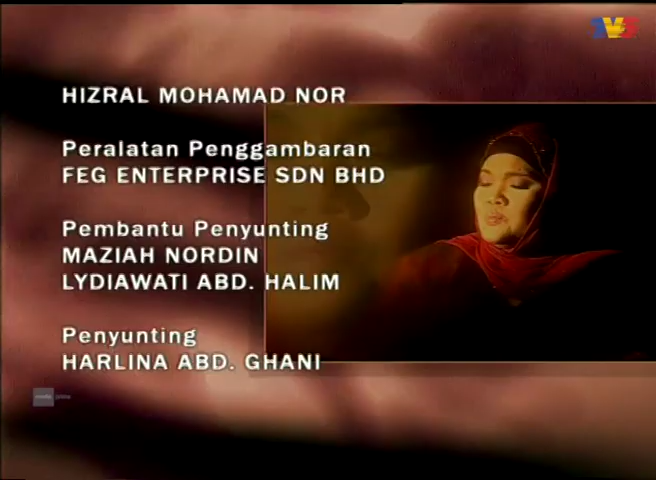 TV3
HIZRAL MOHAMAD NOR
Peralatan Penggambaran
FEG ENTERPRISE SDN BHD
Pembantu Penyunting
MAZIAH NORDIN
LYDIAWATI ABD. HALIM
Penyunting
HARLINA ABD. GHANI